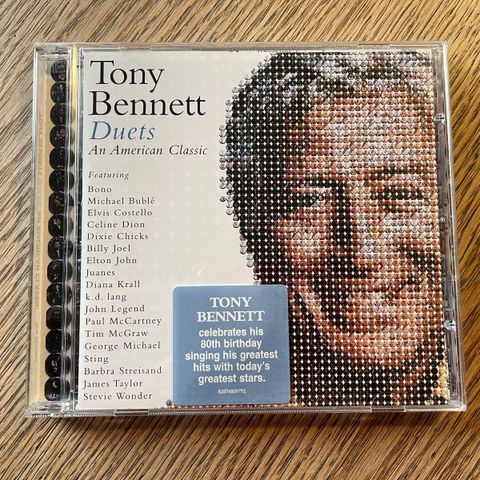 Tony
Bennett
Duets
An American Classic
Featuring
Bono
Michael Bublé
Elvis Costello
Celine Dion
Dixie Chicks
Billy Joel
Elton John
Juanes
Diana Krall
k.d. lang
John Legend
Paul McCartney
Tim McGraw
George Michael
Sting
Barbra Streisand
James Taylor
Stevie Wonder
TONY
BENNETT
celebrates his
80th birthday
singing his greatest
hits with today's
greatest stars.
82876809792